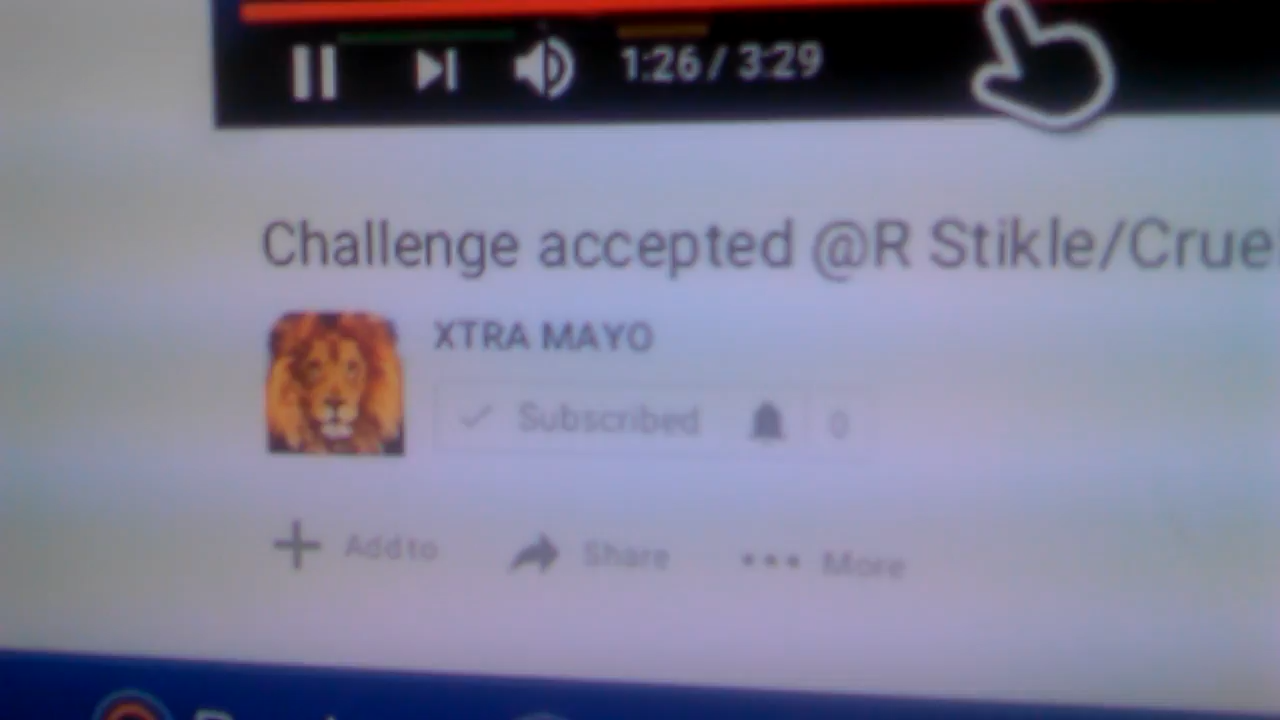 1:26 / 3:29
Challenge accepted @R Stikle/Crue
XTRA MAYO
Subscribed 0
Add to Share More